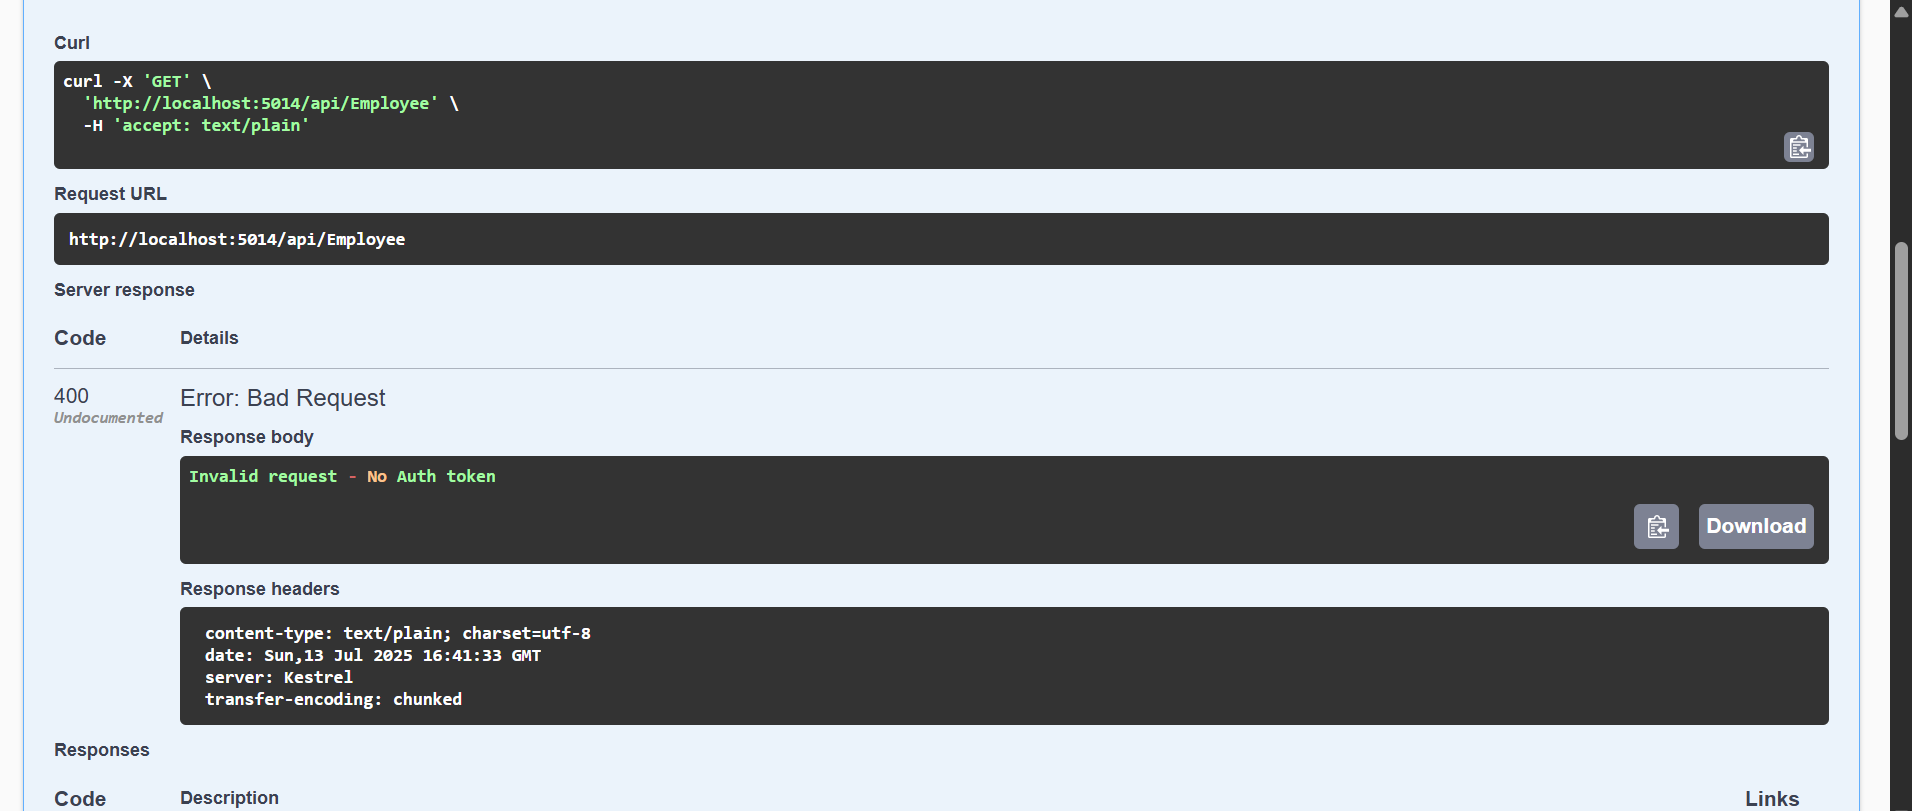 Curl
curl -X 'GET' \
'http://localhost:5014/api/Employee' \
-H 'accept: text/plain'
Request URL
http://localhost:5014/api/Employee
Server response
Code Details
400 Error: Bad Request
Undocumented
Response body
Invalid request - No Auth token
Download
Response headers
content-type: text/plain; charset=utf-8
date: Sun,13 Jul 2025 16:41:33 GMT
server: Kestrel
transfer-encoding: chunked
Responses
Code Description Links